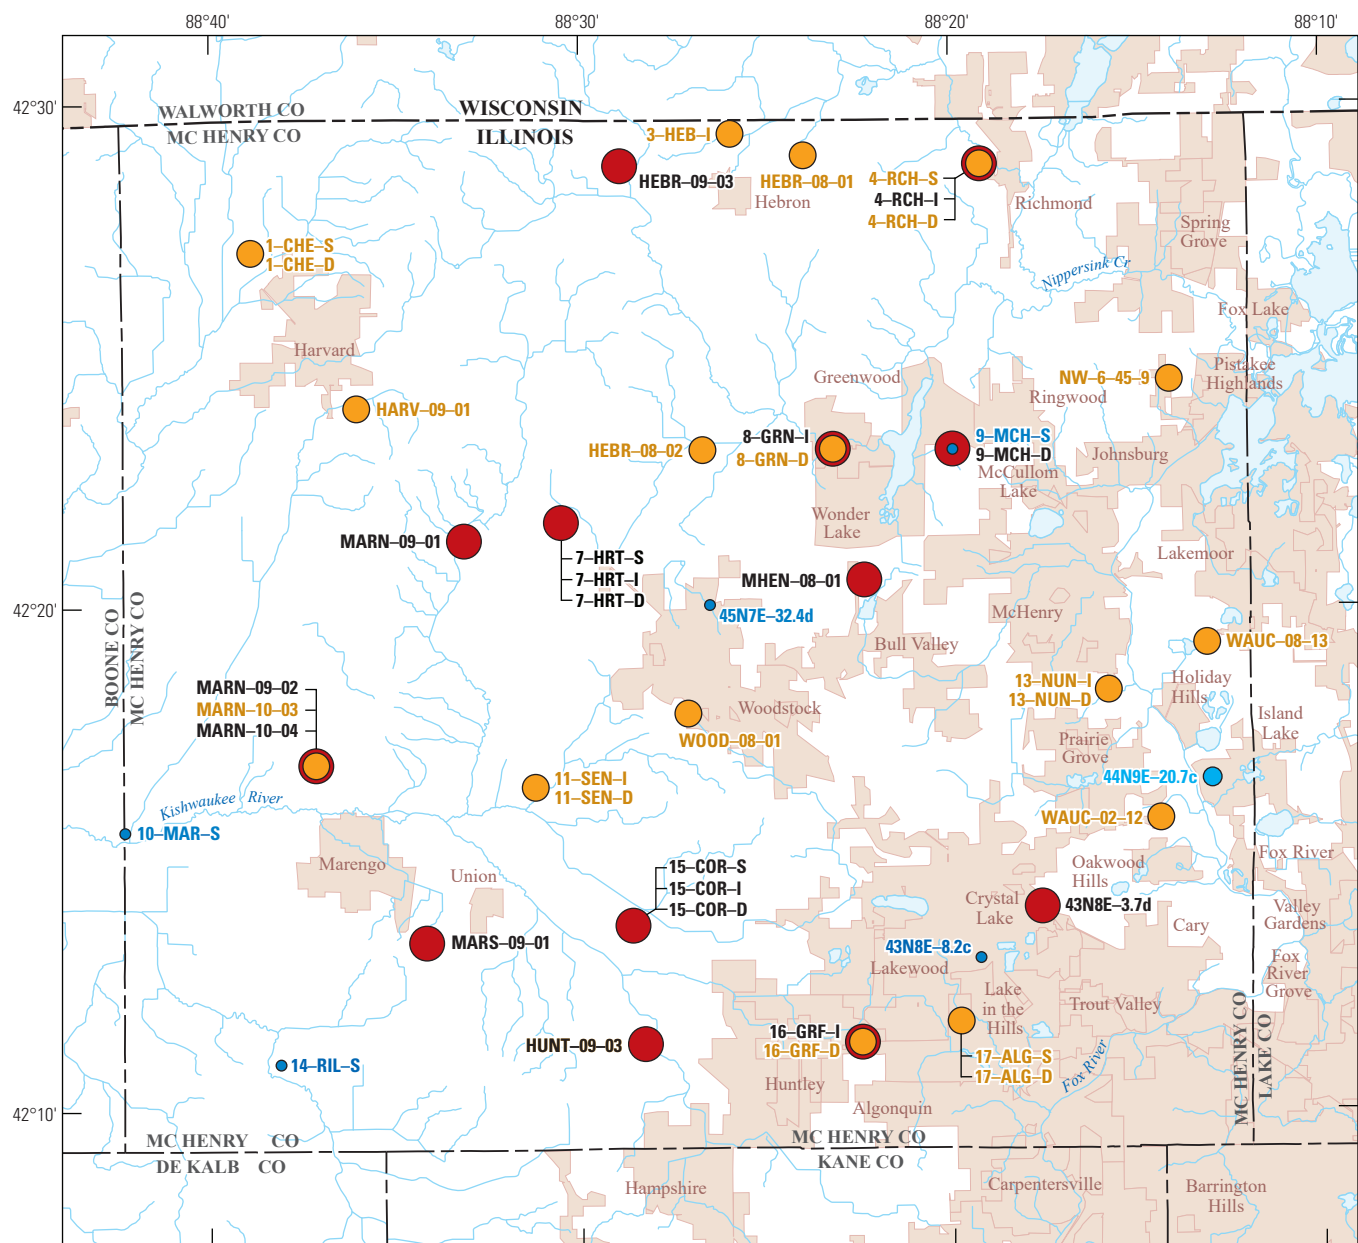 88°40'
88°30'
88°20'
88°10'
42°30'
WALWORTH CO
MC HENRY CO
WISCONSIN
ILLINOIS
3–HEB–I
HEBR–09–03
HEBR–08–01
Hebron
4–RCH–S
4–RCH–I
4–RCH–D
Richmond
Spring
Grove
Nippersink Cr
1–CHE–S
1–CHE–D
Fox Lake
Harvard
Pistakee
Highlands
NW–6–45_9
Greenwood
Ringwood
HARV–09–01
8–GRN–I
8–GRN–D
HEBR–08–02
9–MCH–S
9–MCH–D
McCullom
Lake
Johnsburg
Wonder
Lake
MARN–09–01
7–HRT–S
7–HRT–I
7–HRT–D
MHEN–08–01
Lakemoor
42°20'
45N7E–32.4d
McHenry
Bull Valley
WAUC–08–13
BOONE CO
MC HENRY CO
MARN–09–02
MARN–10–03
MARN–10–04
13–NUN–I
13–NUN–D
Holiday
Hills
Woodstock
WOOD–08–01
Island
Lake
Prairie
Grove
44N9E–20.7c
11–SEN–I
11–SEN–D
Kishwaukee River
WAUC–02–12
10–MAR–S
Marengo
Union
15–COR–S
15–COR–I
15–COR–D
Oakwood
Hills
Fox River
Valley
Gardens
Crystal
Lake
43N8E–3.7d
Cary
MARS–09–01
43N8E–8.2c
Lakewood
Fox
River
Grove
Lake
in the
Hills
Trout Valley
16–GRF–I
16–GRF–D
HUNT–09–03
17–ALG–S
17–ALG–D
14–RIL–S
Huntley
Fox River
MC HENRY CO
LAKE CO
42°10'
Algonquin
MC HENRY CO
DE KALB CO
MC HENRY CO
KANE CO
Hampshire
Carpentersville
Barrington
Hills